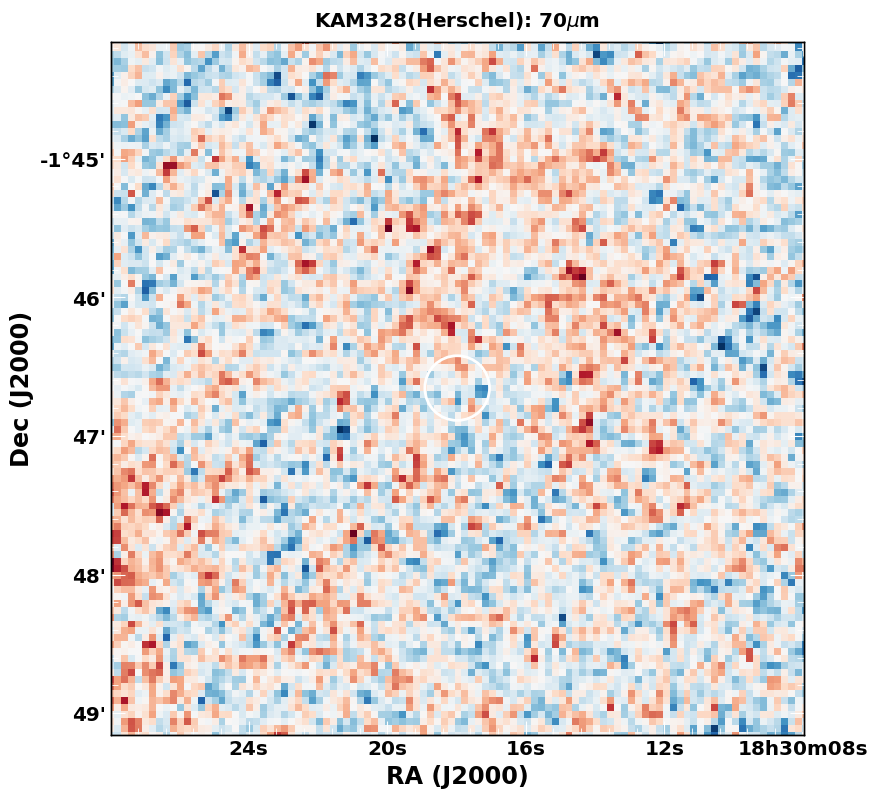 KAM328(Herschel): 70μm
-1°45'
46'
47'
48'
49'
Dec (J2000)
24s 20s 16s 12s 18h30m08s
RA (J2000)